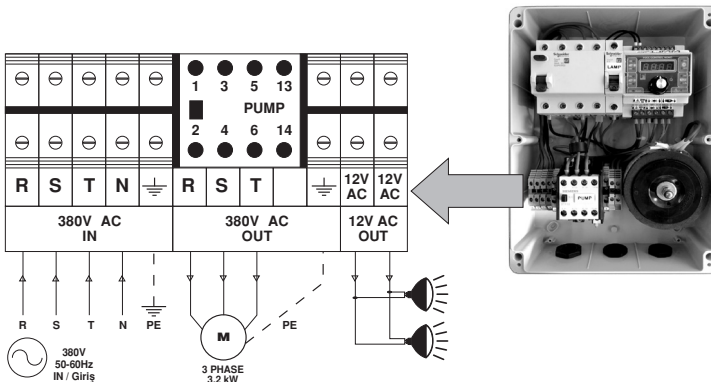 1 3 5 13
PUMP
2 4 6 14
R S T N R S T 12V AC 12V AC
380V AC IN
380V AC OUT
12V AC OUT
R S T N PE
M
PE
380V
50-60Hz
IN / Giriş
3 PHASE
3.2 kW
LAMP
PUMP